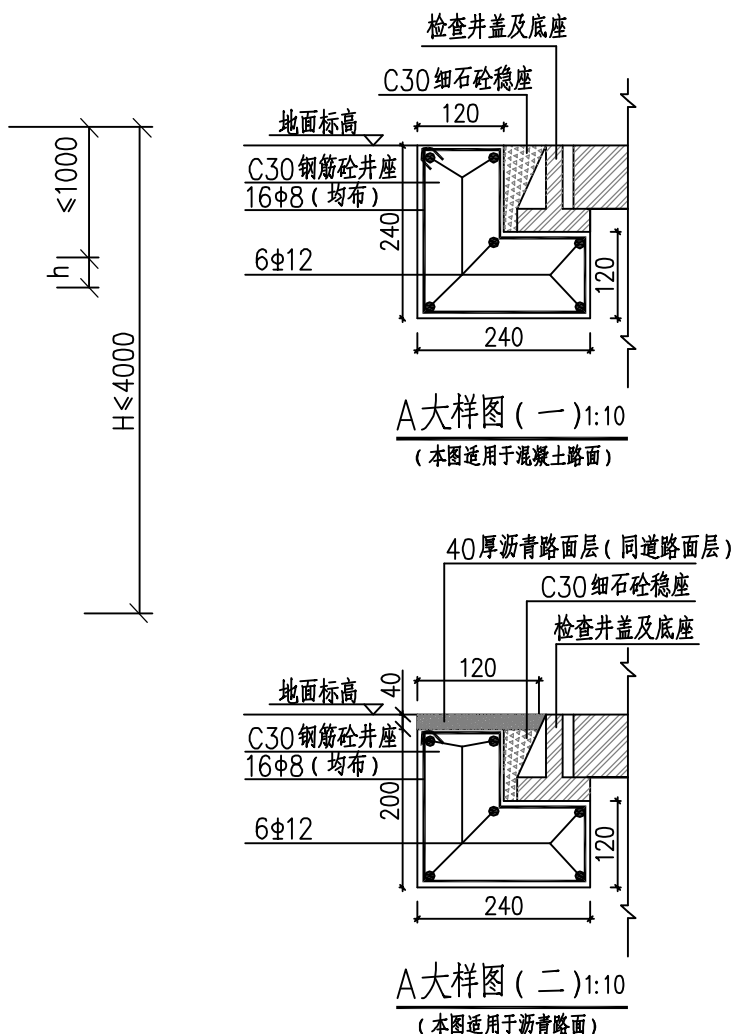 检查井盖及底座
C30细石砼稳座
地面标高
120
≤1000
C30钢筋砼井座
16Φ8(均布)
240
h
6Φ12
120
240
H≤4000
A大样图(一)1:10
(本图适用于混凝土路面)
40厚沥青路面层(同道路面层)
C30细石砼稳座
检查井盖及底座
120
地面标高
40
C30钢筋砼井座
16Φ8(均布)
200
6Φ12
120
240
A大样图(二)1:10
(本图适用于沥青路面)